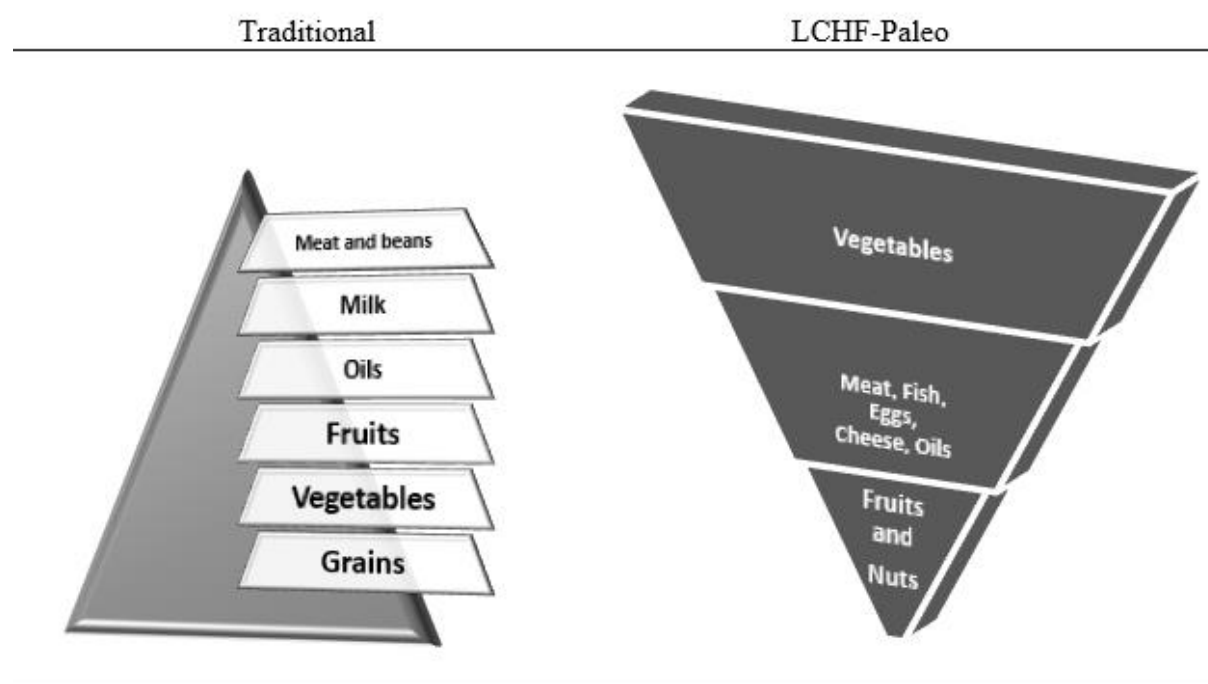 Traditional
LCHF-Paleo
Meat and beans
Milk
Oils
Fruits
Vegetables
Grains
Vegetables
Meat, Fish,
Eggs,
Cheese, Oils
Fruits
and
Nuts